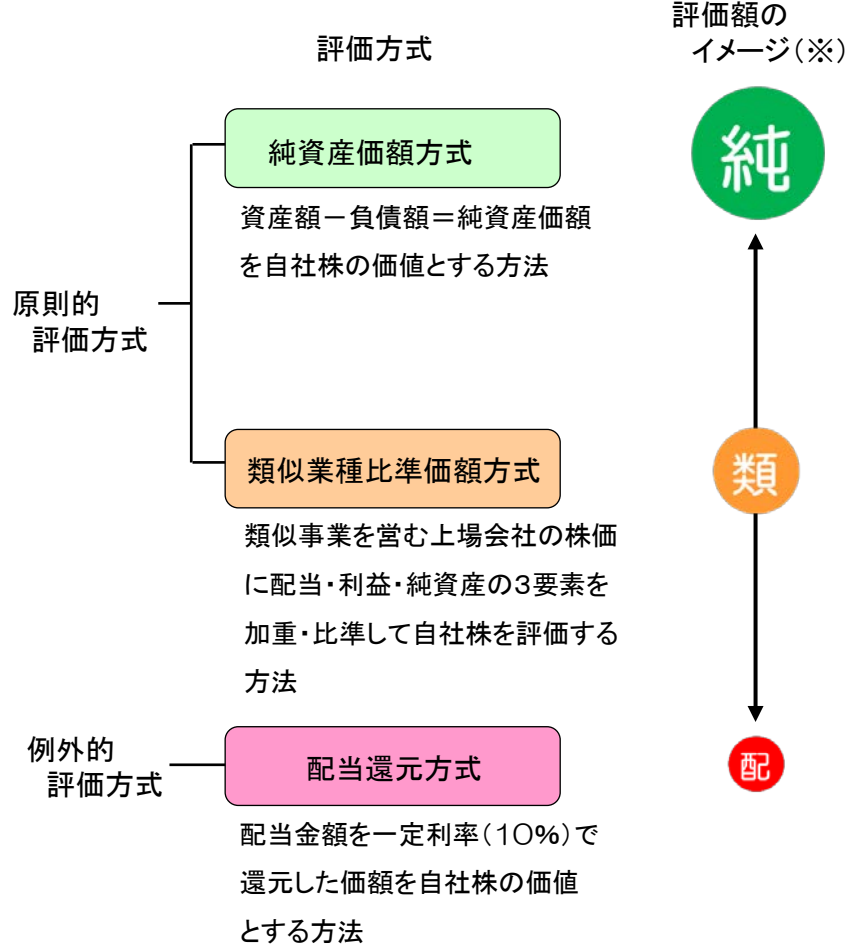 評価方式
評価額の
イメージ(※)
純資産価額方式
純
資産額-負債額=純資産価額
を自社株の価値とする方法
原則的
評価方式
類似業種比準価額方式
類
類似事業を営む上場会社の株価
に配当・利益・純資産の3要素を
加重・比準して自社株を評価する
方法
例外的
評価方式
配当還元方式
配
配当金額を一定利率(10%)で
還元した価額を自社株の価値
とする方法